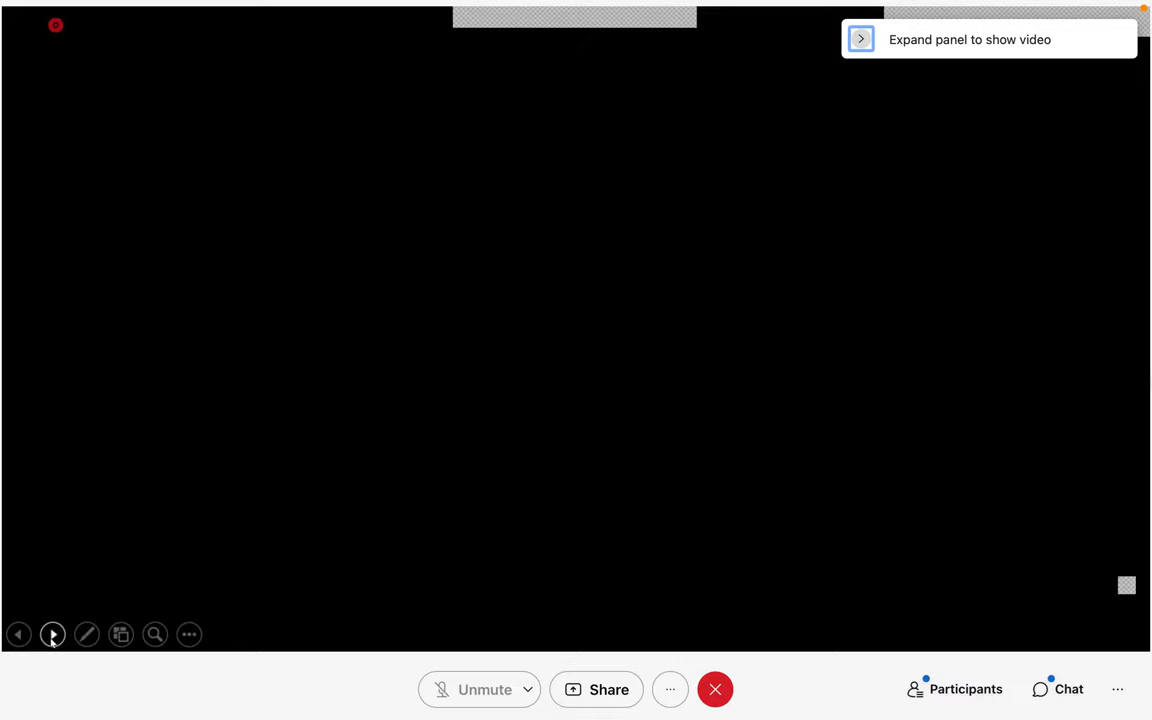 Expand panel to show video
Unmute
Share
Participants
Chat